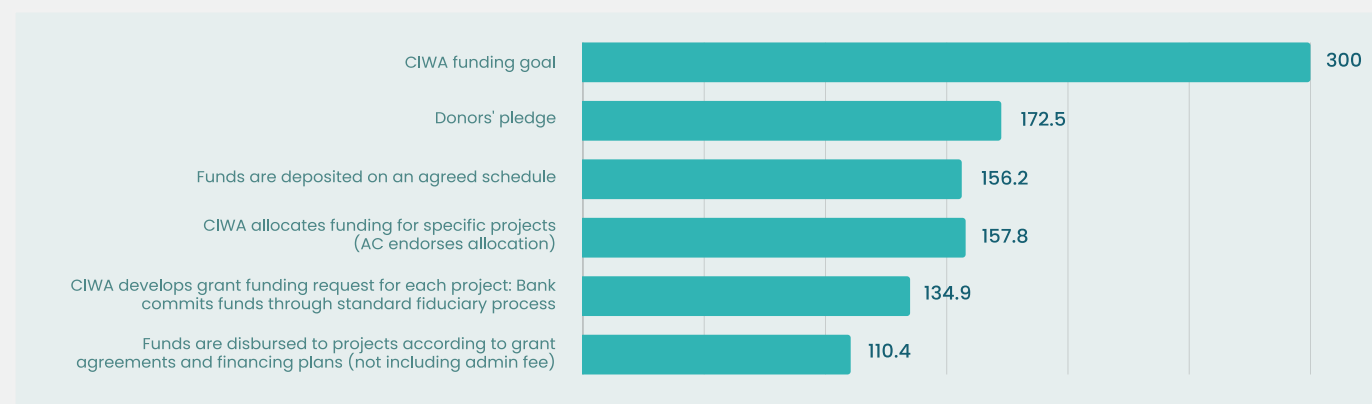 CIWA funding goal
300
Donors' pledge
172.5
Funds are deposited on an agreed schedule
156.2
CIWA allocates funding for specific projects
(AC endorses allocation)
157.8
CIWA develops grant funding request for each project: Bank
commits funds through standard fiduciary process
134.9
Funds are disbursed to projects according to grant
agreements and financing plans (not including admin fee)
110.4